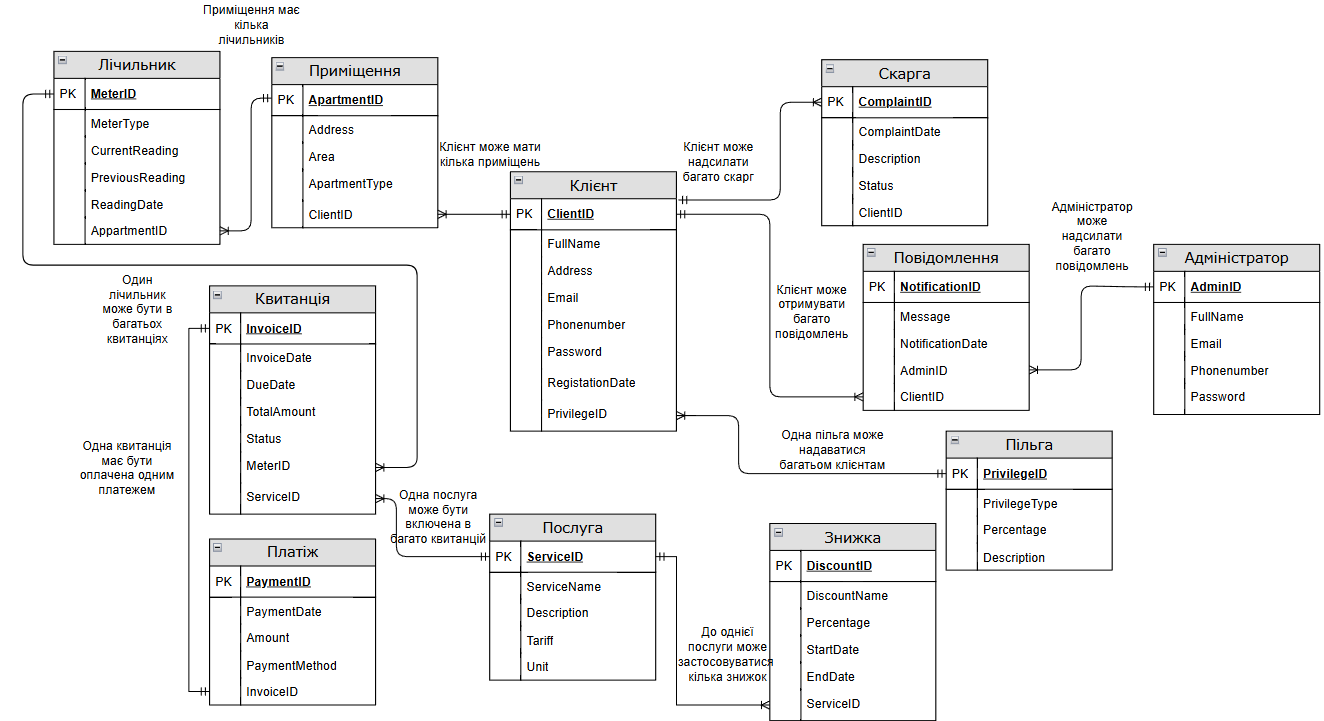 Приміщення має
кілька
лічильників
Лічильник
PK
MeterID
MeterType
CurrentReading
PreviousReading
ReadingDate
AppartmentID
Приміщення
PK
ApartmentID
Address
Area
ApartmentType
ClientID
Клієнт може мати
кілька приміщень
Клієнт
PK
ClientID
FullName
Address
Email
Phonenumber
Password
RegistationDate
PrivilegeID
Клієнт може
надсилати
багато скарг
Скарга
PK
ComplaintID
ComplaintDate
Description
Status
ClientID
Клієнт може
отримувати
багато
повідомлень
Повідомлення
PK
NotificationID
Message
NotificationDate
AdminID
ClientID
Адміністратор
може
надсилати
багато
повідомлень
Адміністратор
PK
AdminID
FullName
Email
Phonenumber
Password
Один
лічильник
може бути в
багатьох
квитанціях
Квитанція
PK
InvoiceID
InvoiceDate
DueDate
TotalAmount
Status
MeterID
ServiceID
Одна квитанція
має бути
оплачена одним
платежем
Платіж
PK
PaymentID
PaymentDate
Amount
PaymentMethod
InvoiceID
Одна послуга
може бути
включена в
багато квитанцій
Послуга
PK
ServiceID
ServiceName
Description
Tariff
Unit
До однієї
послуги може
застосовуватися
кілька знижок
Знижка
PK
DiscountID
DiscountName
Percentage
StartDate
EndDate
ServiceID
Одна пільга може
надаватися
багатьом клієнтам
Пільга
PK
PrivilegeID
PrivilegeType
Percentage
Description